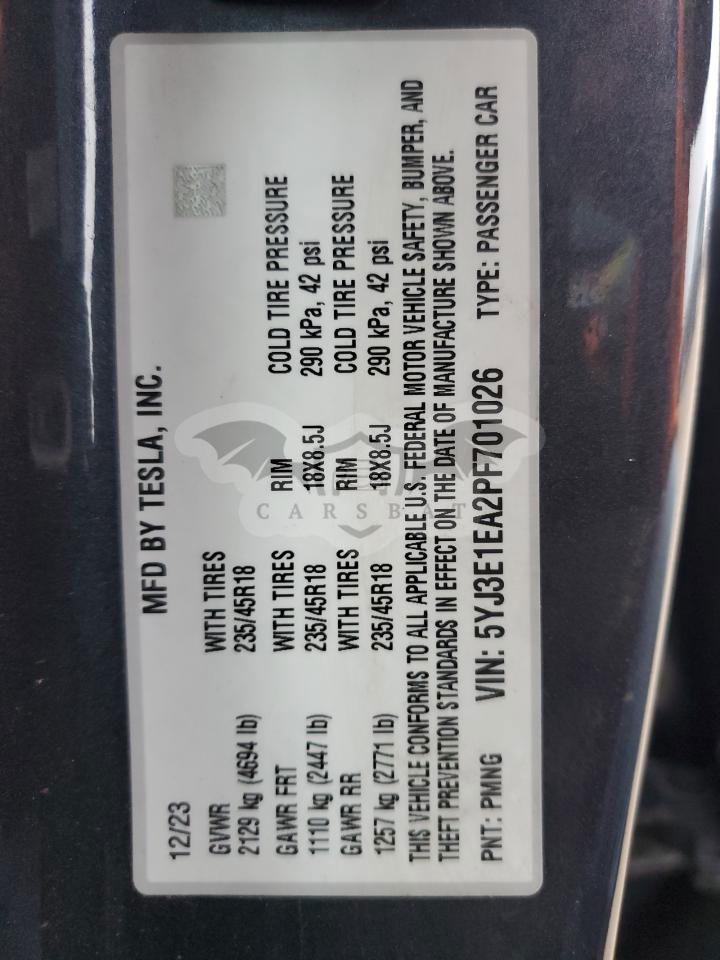 MFD BY TESLA, INC.
12/23
GVWR WITH TIRES
2129 kg (4694 lb) 235/45R18
GAWR FRT WITH TIRES RIM COLD TIRE PRESSURE
1110 kg (2447 lb) 235/45R18 18X8.5J 290 kPa, 42 psi
GAWR RR WITH TIRES RIM COLD TIRE PRESSURE
1257 kg (2771 lb) 235/45R18 18X8.5J 290 kPa, 42 psi
THIS VEHICLE CONFORMS TO ALL APPLICABLE U.S. FEDERAL MOTOR VEHICLE SAFETY, BUMPER, AND
THEFT PREVENTION STANDARDS IN EFFECT ON THE DATE OF MANUFACTURE SHOWN ABOVE.
PNT: PMNG VIN: 5YJ3E1EA2PF701026 TYPE: PASSENGER CAR
CARSBAT